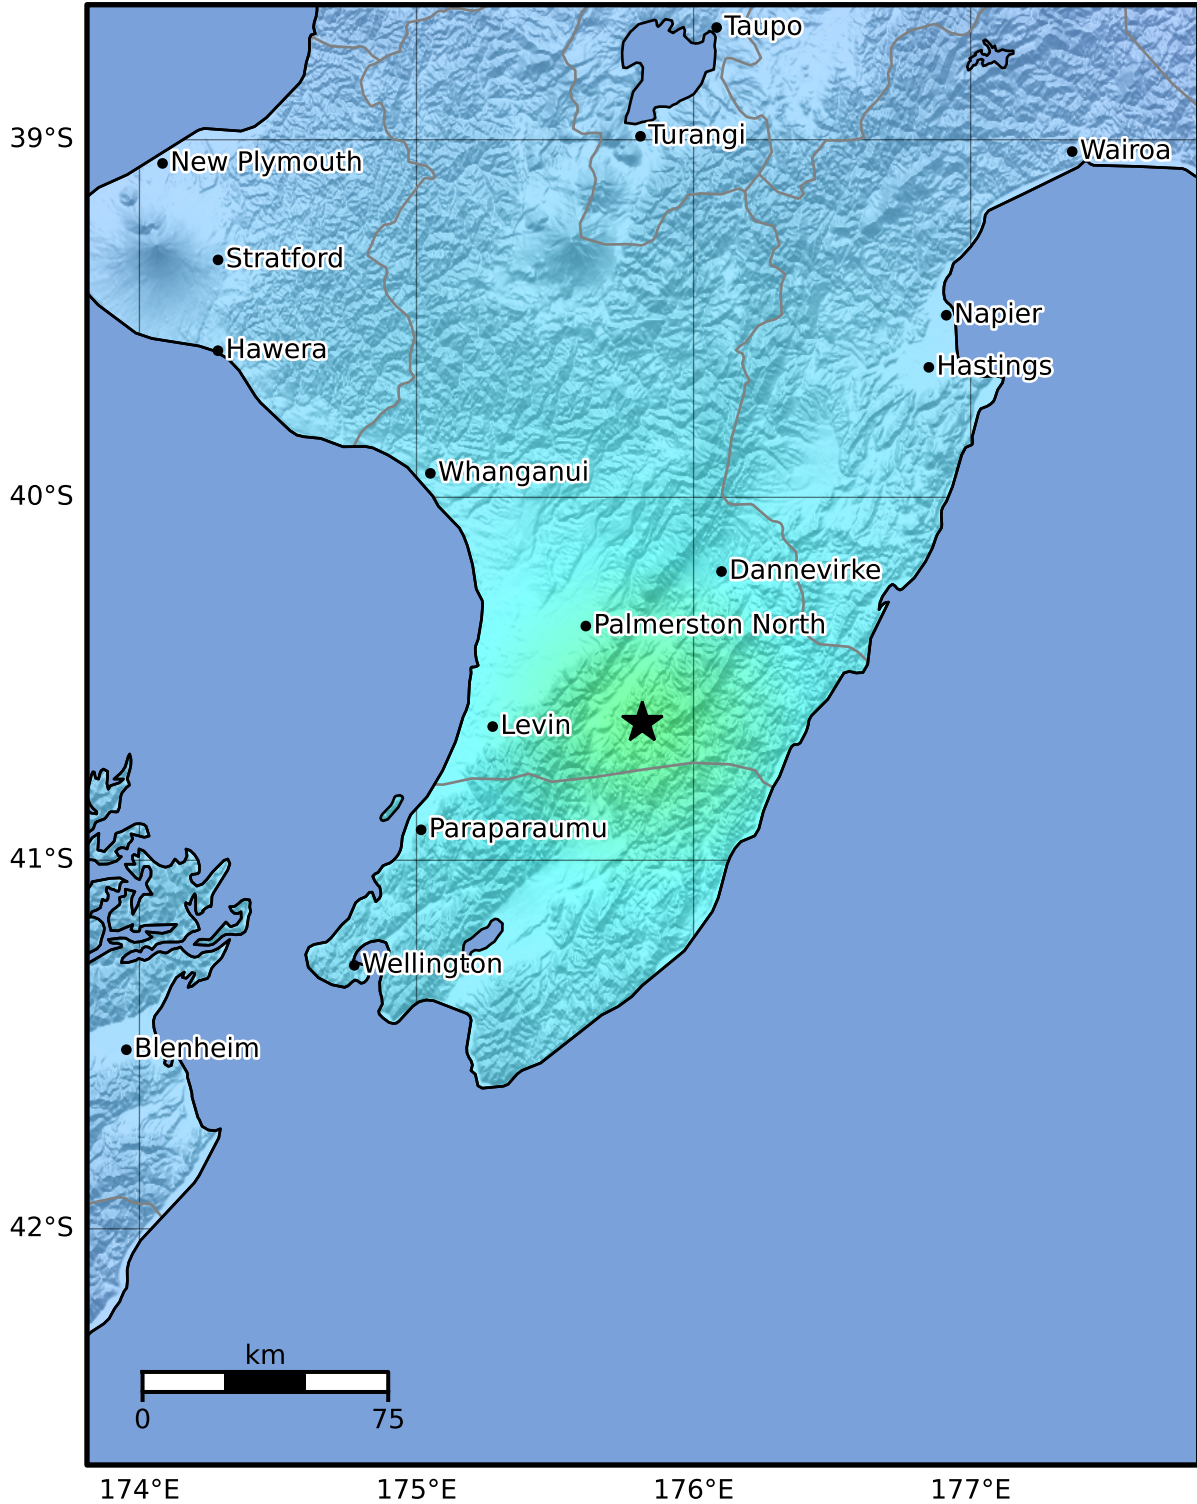 Taupo
39°S
Turangi
Wairoa
New Plymouth
Stratford
Napier
Hawera
Hastings
Whanganui
40°S
Dannevirke
Palmerston North
Levin
Paraparaumu
41°S
Wellington
Blenheim
42°S
km
0 75
174°E 175°E 176°E 177°E